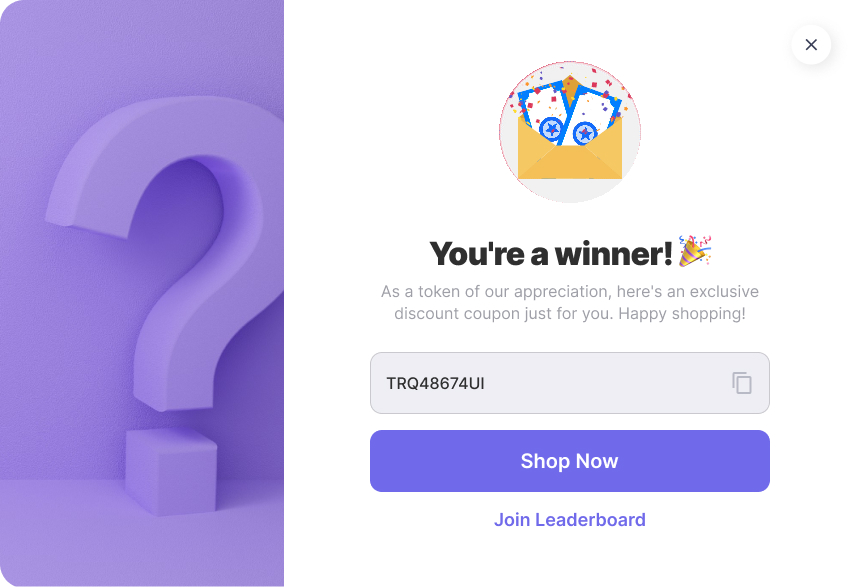 You're a winner! 🎉
As a token of our appreciation, here's an exclusive
discount coupon just for you. Happy shopping!
TRQ48674UI
Shop Now
Join Leaderboard